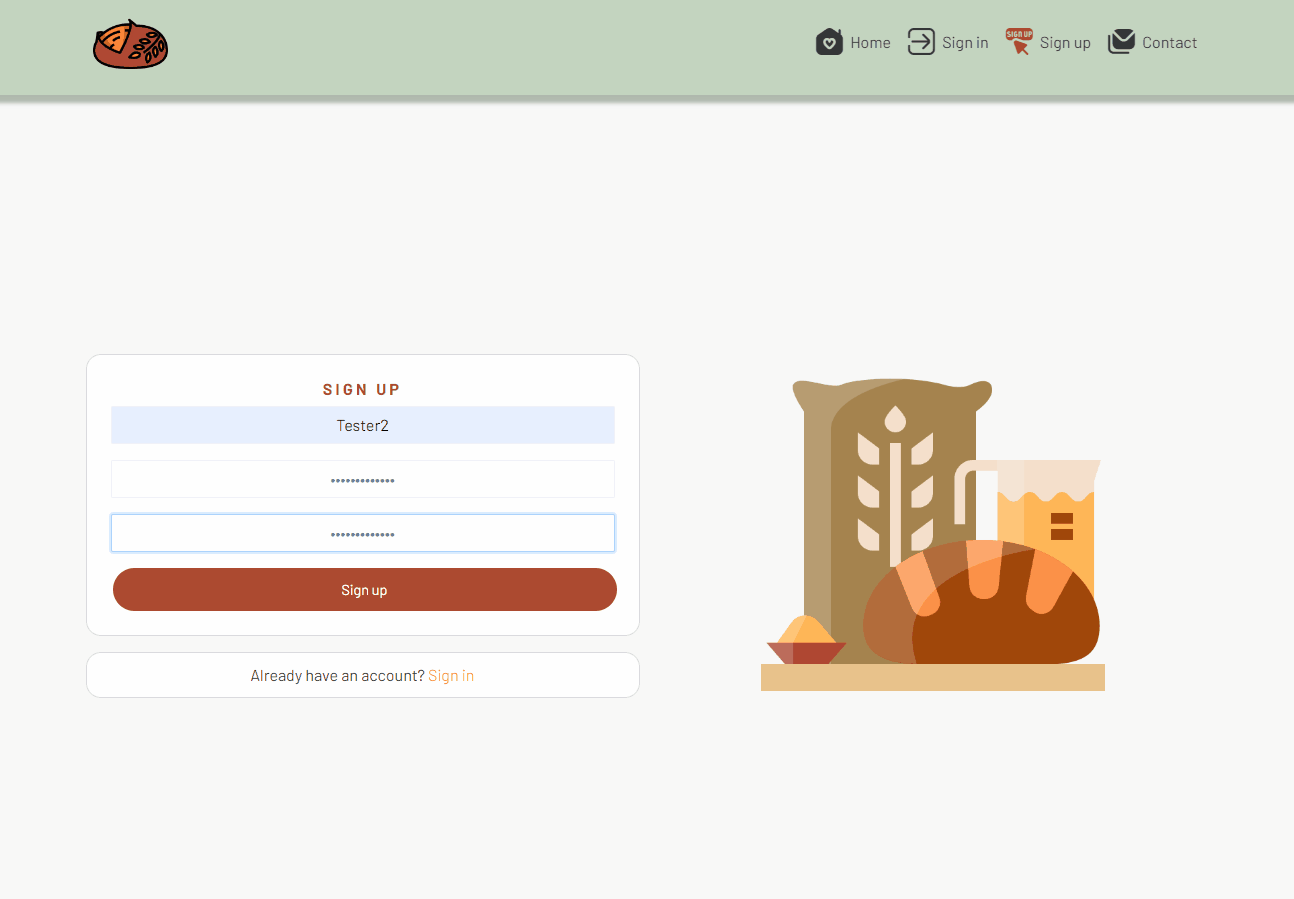 Home
Sign in
SIGN UP
Sign up
Contact
SIGN UP
Tester2
•••••••••••••
•••••••••••••
Sign up
Already have an account? Sign in